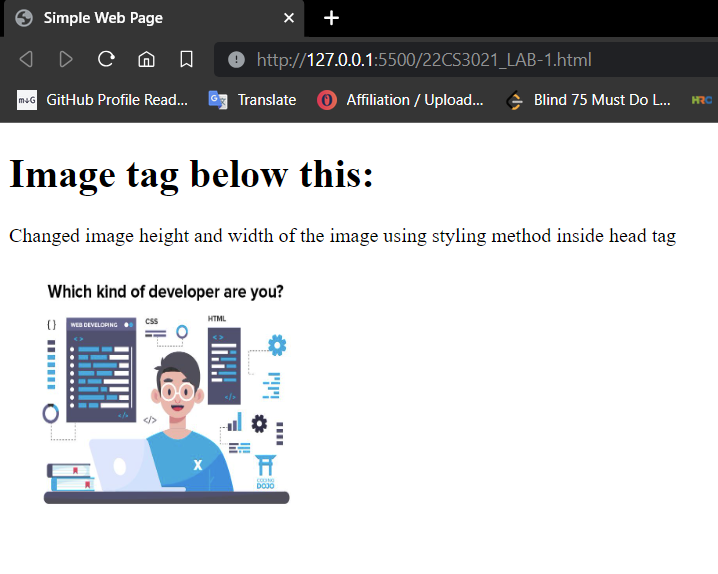 Simple Web Page
http://127.0.0.1:5500/22CS3021_LAB-1.html
M↓G GitHub Profile Read... Translate Affiliation / Upload... Blind 75 Must Do L... HRC
Image tag below this:
Changed image height and width of the image using styling method inside head tag
Which kind of developer are you?
{ } WEB DEVELOPING CSS HTML
< > < >
</> </> </>
X
CODING
DOJO